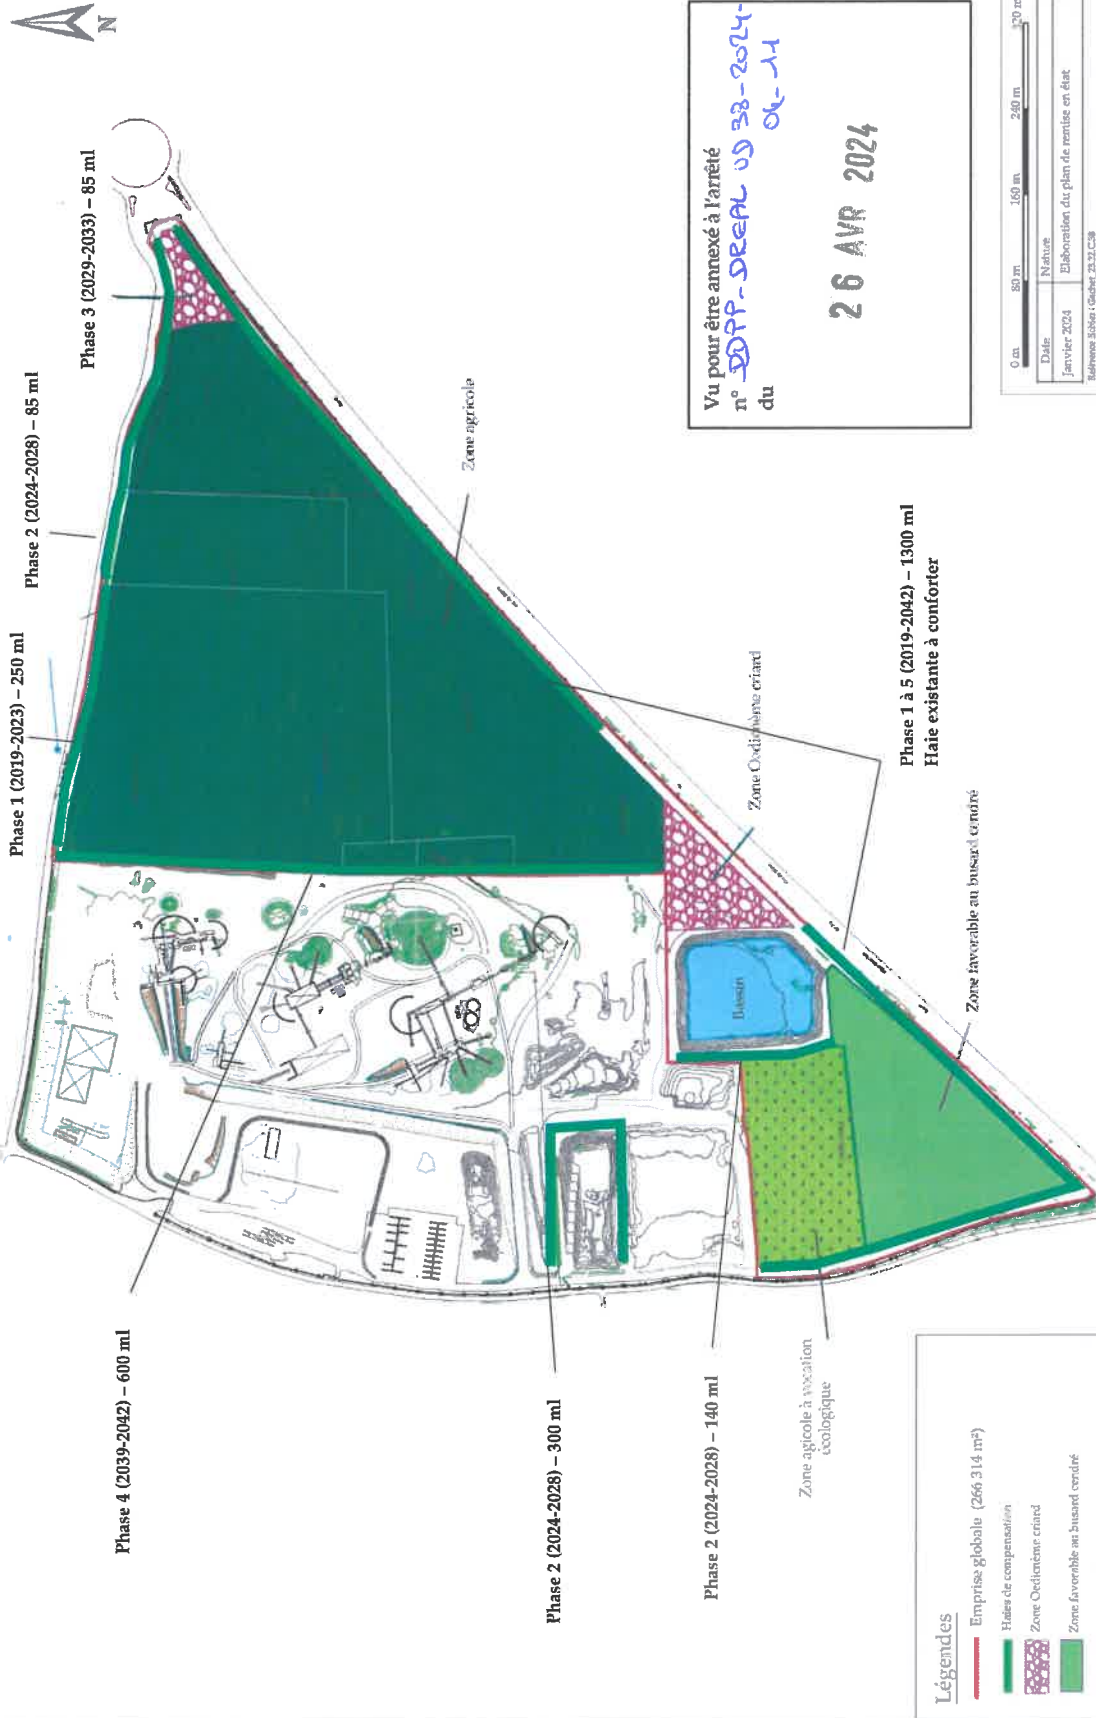 N
Phase 1 (2019-2023) – 250 ml
Phase 2 (2024-2028) – 85 ml
Phase 3 (2029-2033) – 85 ml
Phase 4 (2039-2042) – 600 ml
Phase 2 (2024-2028) – 300 ml
Phase 2 (2024-2028) – 140 ml
Zone agricole
Zone Oedicnème criard
Phase 1 à 5 (2019-2042) – 1300 ml
Haie existante à conforter
Bassin
Zone favorable au busard cendré
Zone agicole à vocation
écologique
Vu pour être annexé à l'arrêté
n° DDPP-DREAL UD 38-2024-
04-11
du
26 AVR 2024
Légendes
Emprise globale (266 314 m²)
Haies de compensation
Zone Oedicnème criard
Zone favorable au busard cendré
0 m 80 m 160 m 240 m 320 m
Date Nature
Janvier 2024 Elaboration du plan de remise en état